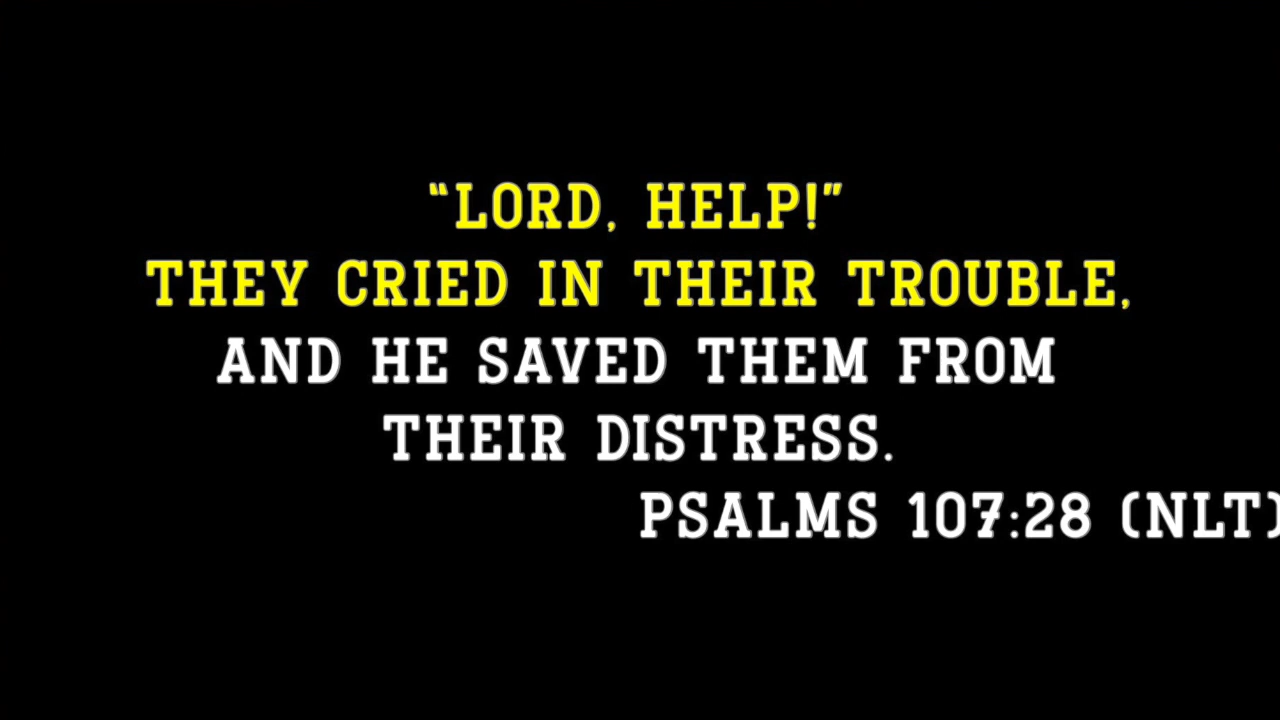 “LORD, HELP!”
THEY CRIED IN THEIR TROUBLE,
AND HE SAVED THEM FROM
THEIR DISTRESS.
PSALMS 107:28 (NLT)